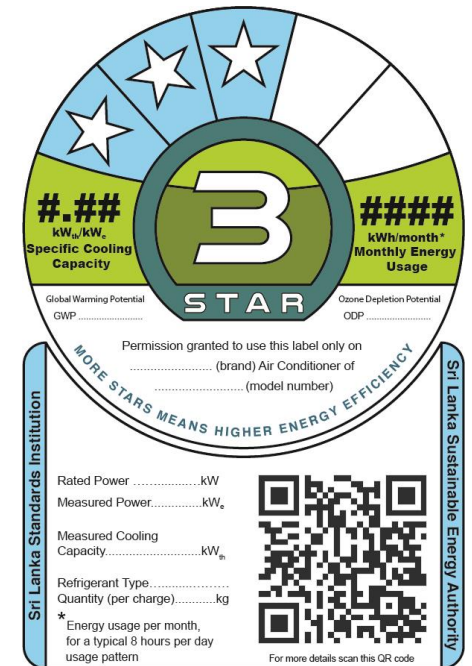 #.##
kWth/kWe
Specific Cooling
Capacity
3
STAR
####
kWh/month*
Monthly Energy
Usage
Global Warming Potential
GWP ........................
Ozone Depletion Potential
ODP ........................
Permission granted to use this label only on
......................... (brand) Air Conditioner of
........................... (model number)
MORE STARS MEANS HIGHER ENERGY EFFICIENCY
Sri Lanka Standards Institution
Sri Lanka Sustainable Energy Authority
Rated Power ...................kW
Measured Power...............kWe
Measured Cooling
Capacity............................kWth
Refrigerant Type......................
Quantity (per charge)............kg
* Energy usage per month,
for a typical 8 hours per day
usage pattern
For more details scan this QR code